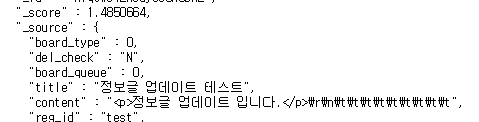 "_score" : 1.4850664,
"_source" : {
"board_type" : 0,
"del_check" : "N",
"board_queue" : 0,
"title" : "정보글 업데이트 테스트",
"content" : "<p>정보글 업데이트 입니다.</p>₩r₩n₩t₩t₩t₩t₩t₩t₩t₩t₩t",
"reg_id" : "test",